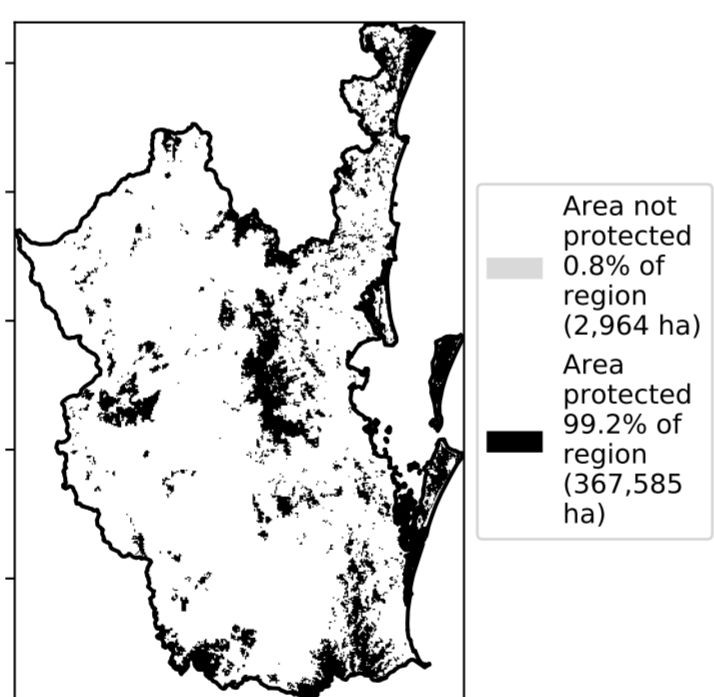 Area not
protected
0.8% of
region
(2,964 ha)
Area
protected
99.2% of
region
(367,585
ha)